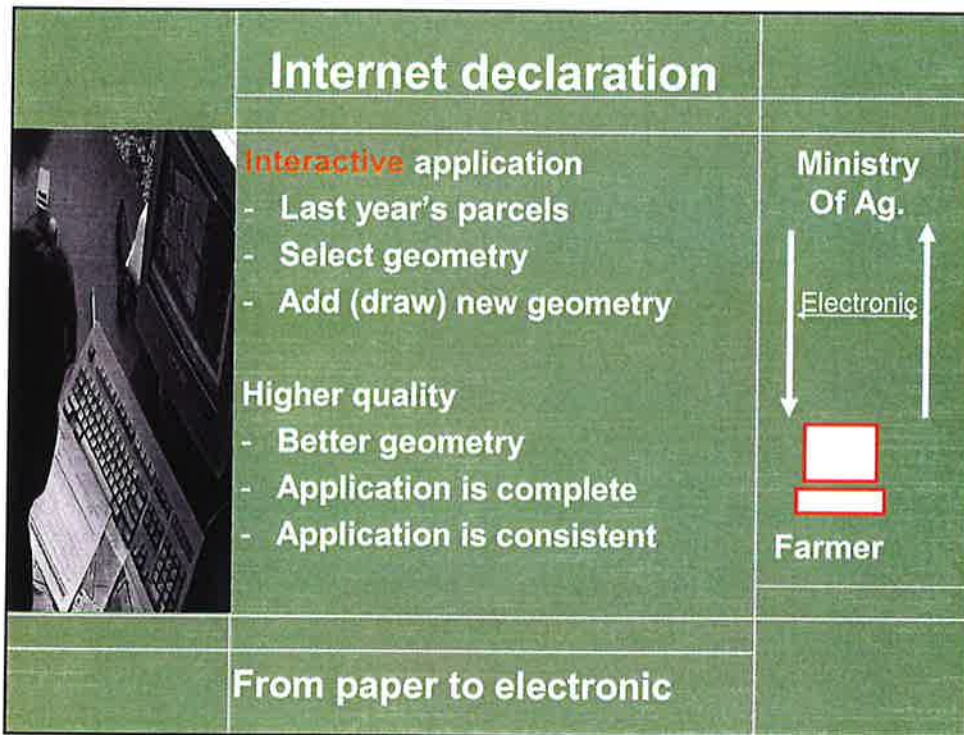 Internet declaration
Interactive application
- Last year's parcels
- Select geometry
- Add (draw) new geometry
Higher quality
- Better geometry
- Application is complete
- Application is consistent
Ministry
Of Ag.
Electronic
Farmer
From paper to electronic